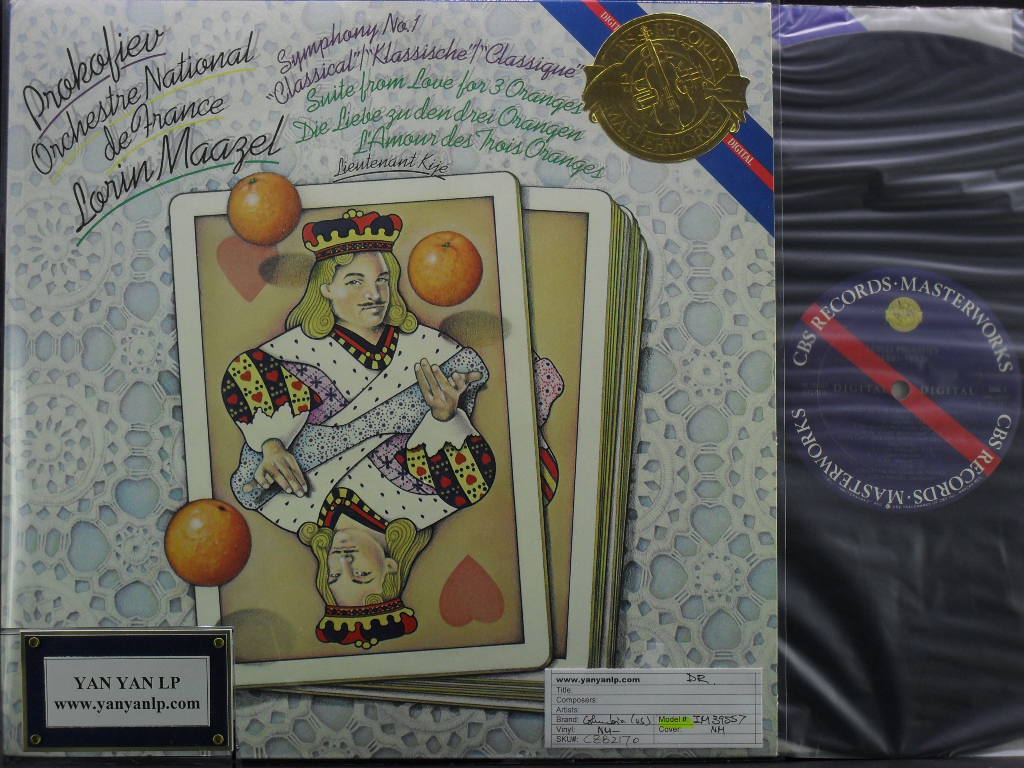 Prokofiev
Orchestre National
de France
Lorin Maazel
Symphony No. 1
"Classical"/"Klassische"/"Classique"
Suite from Love for 3 Oranges
Die Liebe zu den drei Orangen
L'Amour des Trois Oranges
Lieutenant Kijé
DIGITAL
DIGITAL
RECORDS
MASTERWORKS
CBS RECORDS · MASTERWORKS
DIGITAL DIGITAL
CBS RECORDS · MASTERWORKS
YAN YAN LP
www.yanyanlp.com
www.yanyanlp.com DR
Title:
Composers:
Artists:
Brand: Columbia (US) Model #: IM 39557
Vinyl: NM- Cover: NM
SKU#: CZB2170